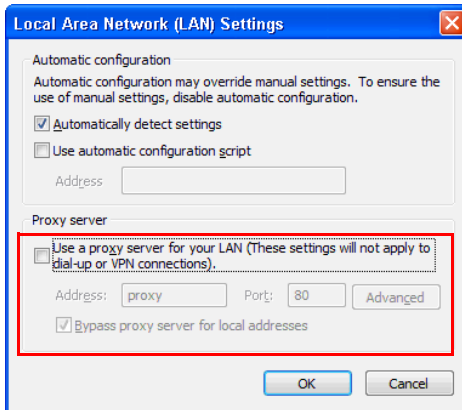 Local Area Network (LAN) Settings
Automatic configuration
Automatic configuration may override manual settings. To ensure the
use of manual settings, disable automatic configuration.
Automatically detect settings
Use automatic configuration script
Address
Proxy server
Use a proxy server for your LAN (These settings will not apply to
dial-up or VPN connections).
Address: proxy Port: 80 Advanced
Bypass proxy server for local addresses
OK Cancel